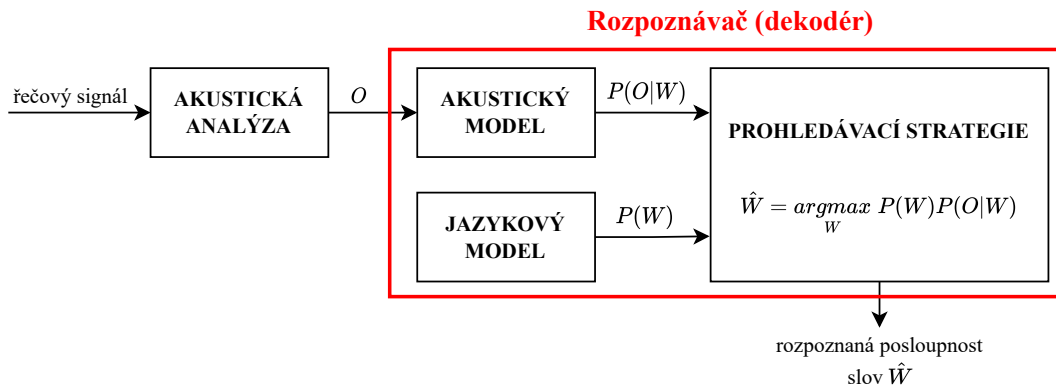 Rozpoznávač (dekodér)
řečový signál
AKUSTICKÁ
ANALÝZA
O
AKUSTICKÝ
MODEL
P(O|W)
PROHLEDÁVACÍ STRATEGIE
Ŵ = argmax P(W)P(O|W)
W
JAZYKOVÝ
MODEL
P(W)
rozpoznaná posloupnost
slov Ŵ